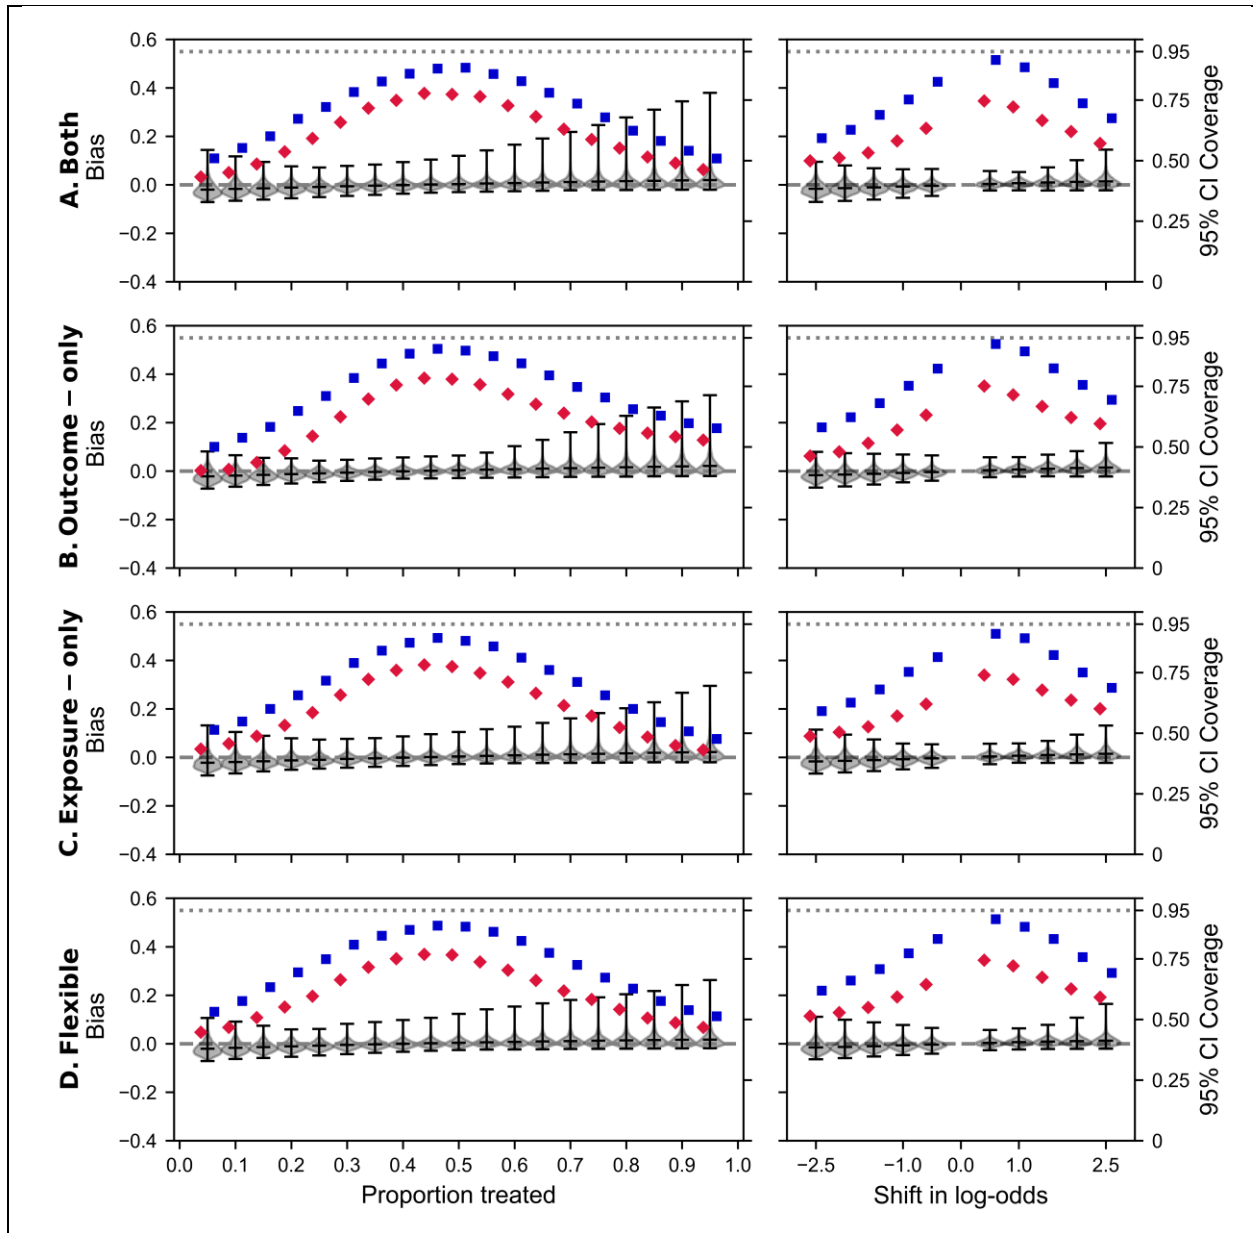 A. Both
Bias
0.6
0.4
0.2
0.0
−0.2
−0.4
0.95
0.75
0.50
0.25
0
95% CI Coverage
B. Outcome − only
Bias
0.6
0.4
0.2
0.0
−0.2
−0.4
0.95
0.75
0.50
0.25
0
95% CI Coverage
C. Exposure − only
Bias
0.6
0.4
0.2
0.0
−0.2
−0.4
0.95
0.75
0.50
0.25
0
95% CI Coverage
D. Flexible
Bias
0.6
0.4
0.2
0.0
−0.2
−0.4
0.95
0.75
0.50
0.25
0
95% CI Coverage
0.0 0.1 0.2 0.3 0.4 0.5 0.6 0.7 0.8 0.9 1.0
Proportion treated
−2.5 −1.0 0.0 1.0 2.5
Shift in log-odds